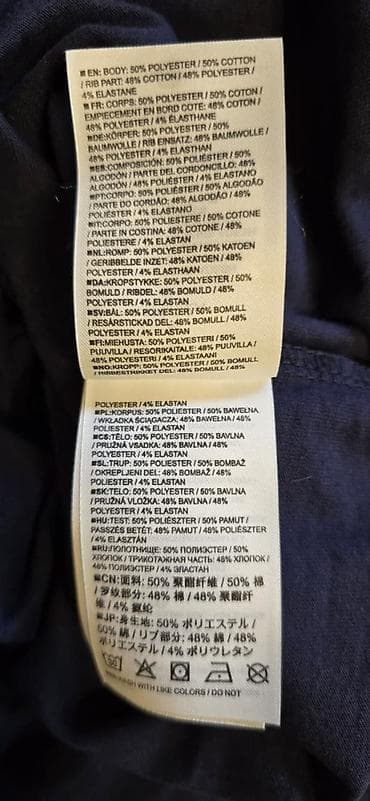 ■EN: BODY: 50% POLYESTER / 50% COTTON
/ RIB PART: 48% COTTON / 48% POLYESTER /
4% ELASTANE
■FR: CORPS: 50% POLYESTER / 50% COTON /
EMPIECEMENT EN BORD COTE: 48% COTON /
48% POLYESTER / 4% ÉLASTHANE
■DE:KÖRPER: 50% POLYESTER / 50%
BAUMWOLLE / RIB EINSATZ: 48% BAUMWOLLE /
48% POLYESTER / 4% ELASTHAN
■ES:COMPOSICIÓN: 50% POLIÉSTER / 50%
ALGODÓN / PARTE DEL CORDONCILLO: 48%
ALGODÓN / 48% POLIÉSTER / 4% ELASTANO
■PT:CORPO: 50% POLIÉSTER / 50% ALGODÃO
/ PARTE DO CORDÃO: 48% ALGODÃO / 48%
POLIÉSTER / 4% ELASTANO
■IT:CORPO: 50% POLIESTERE / 50% COTONE
/ PARTE IN COSTINA: 48% COTONE / 48%
POLIESTERE / 4% ELASTAN
■NL:ROMP: 50% POLYESTER / 50% KATOEN
/ GERIBBELDE INZET: 48% KATOEN / 48%
POLYESTER / 4% ELASTHAAN
■DA:KROPSTYKKE: 50% POLYESTER / 50%
BOMULD / RIBDEL: 48% BOMULD / 48%
POLYESTER / 4% ELASTAN
■SV:BÅL: 50% POLYESTER / 50% BOMULL
/ RESÅRSTICKAD DEL: 48% BOMULL / 48%
POLYESTER / 4% ELASTAN
■FI:MIEHUSTA: 50% POLYESTERI / 50%
PUUVILLA / RESORIKAITALE: 48% PUUVILLA /
48% POLYESTERI / 4% ELASTAANI
■NO:KROPP: 50% POLYESTER / 50% BOMULL
/ RIBBESTRIKKET DEL: 48% BOMULL / 48%
POLYESTER / 4% ELASTAN
■PL:KORPUS: 50% POLIESTER / 50% BAWEŁNA
/ WKŁADKA ŚCIĄGACZA: 48% BAWEŁNA / 48%
POLIESTER / 4% ELASTAN
■CS:TĚLO: 50% POLYESTER / 50% BAVLNA
/ PRUŽNÁ VSADKA: 48% BAVLNA / 48%
POLYESTER / 4% ELASTAN
■SL:TRUP: 50% POLIESTER / 50% BOMBAŽ
/ OKREPLJENI DEL: 48% BOMBAŽ / 48%
POLIESTER / 4% ELASTAN
■SK:TELO: 50% POLYESTER / 50% BAVLNA
/ PRUŽNÁ VLOŽKA: 48% BAVLNA / 48%
POLYESTER / 4% ELASTAN
■HU:TEST: 50% POLIÉSZTER / 50% PAMUT /
PASSZÉS BETÉT: 48% PAMUT / 48% POLIÉSZTER
/ 4% ELASZTÁN
■RU:ПОЛОТНИЩЕ: 50% ПОЛИЭСТЕР / 50%
ХЛОПОК / ТРИКОТАЖНАЯ ЧАСТЬ: 48% ХЛОПОК /
48% ПОЛИЭСТЕР / 4% ЭЛАСТАН
■CN:面料: 50% 聚酯纤维 / 50% 棉
/ 罗纹部分: 48% 棉 / 48% 聚酯纤
维 / 4% 氨纶
■JP:身生地: 50% ポリエステル /
50% 綿 / リブ部分: 48% 綿 / 48%
ポリエステル / 4% ポリウレタン
WASH WITH LIKE COLORS / DO NOT